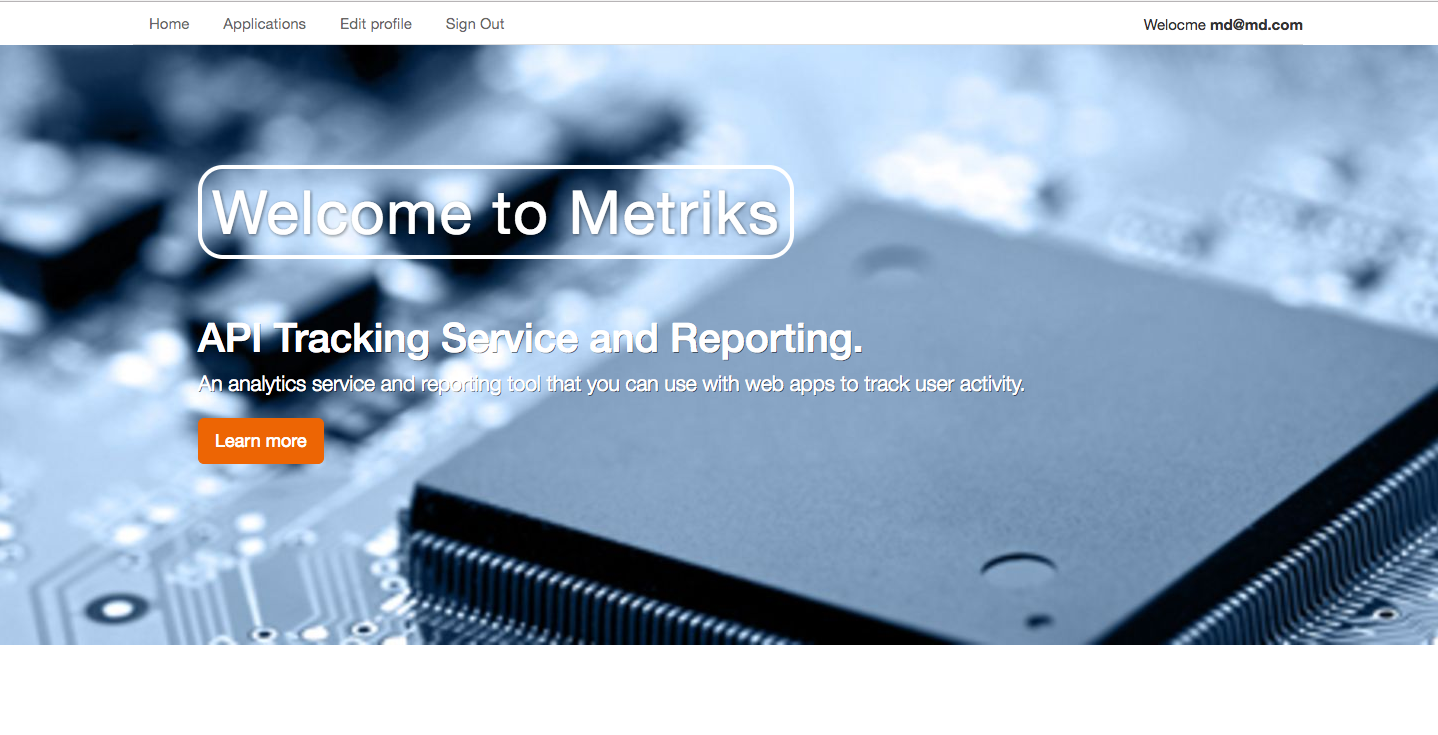 Home Applications Edit profile Sign Out Welocme md@md.com
Welcome to Metriks
API Tracking Service and Reporting.
An analytics service and reporting tool that you can use with web apps to track user activity.
Learn more